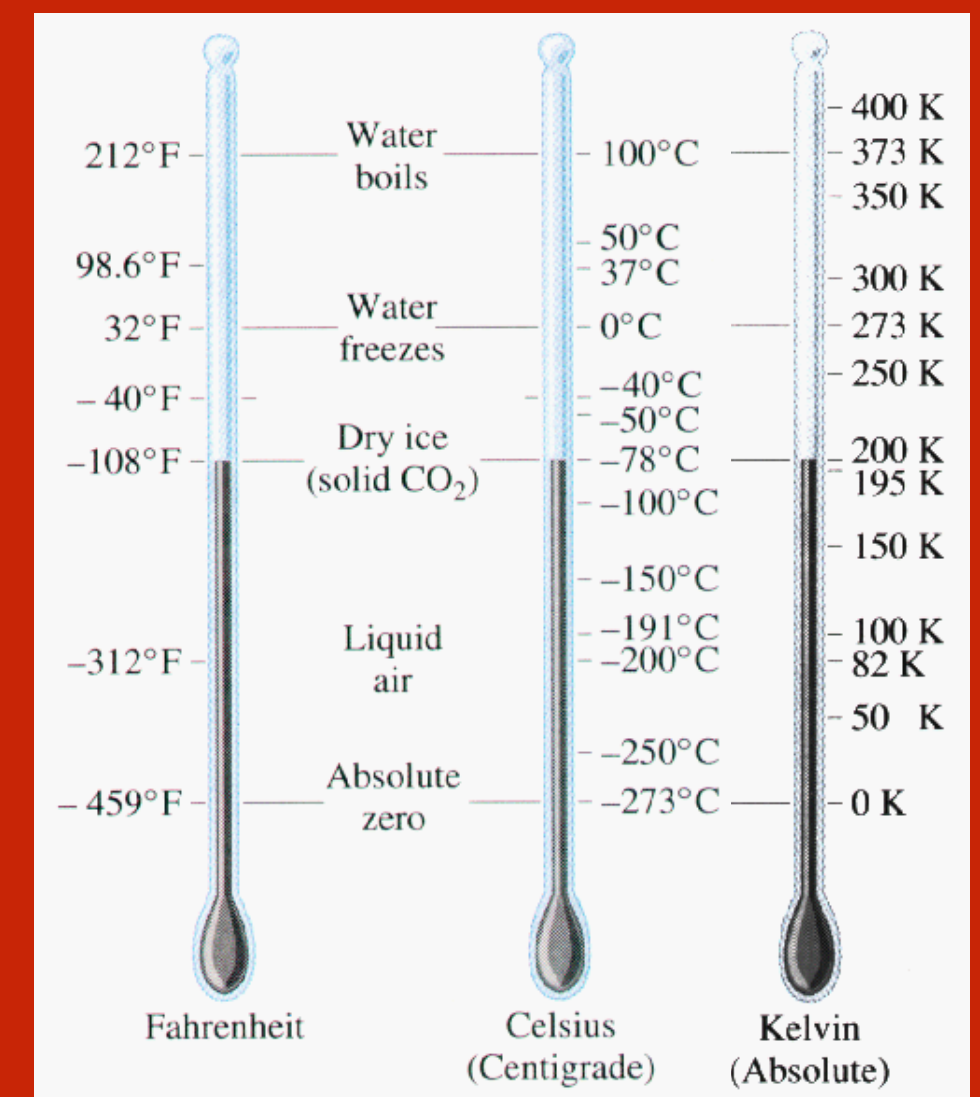 400 K
Water
212°F
100°C
373 K
boils
350 K
50°C
98.6°F
37°C
300 K
Water
32°F
0°C
273 K
freezes
250 K
–40°C
– 40°F
–50°C
Dry ice
200 K
–108°F
–78°C
(solid CO₂)
195 K
–100°C
150 K
–150°C
Liquid
–191°C
100 K
–312°F
–200°C
82 K
air
50 K
–250°C
Absolute
– 459°F
–273°C
0 K
zero
Fahrenheit
Celsius
(Centigrade)
Kelvin
(Absolute)